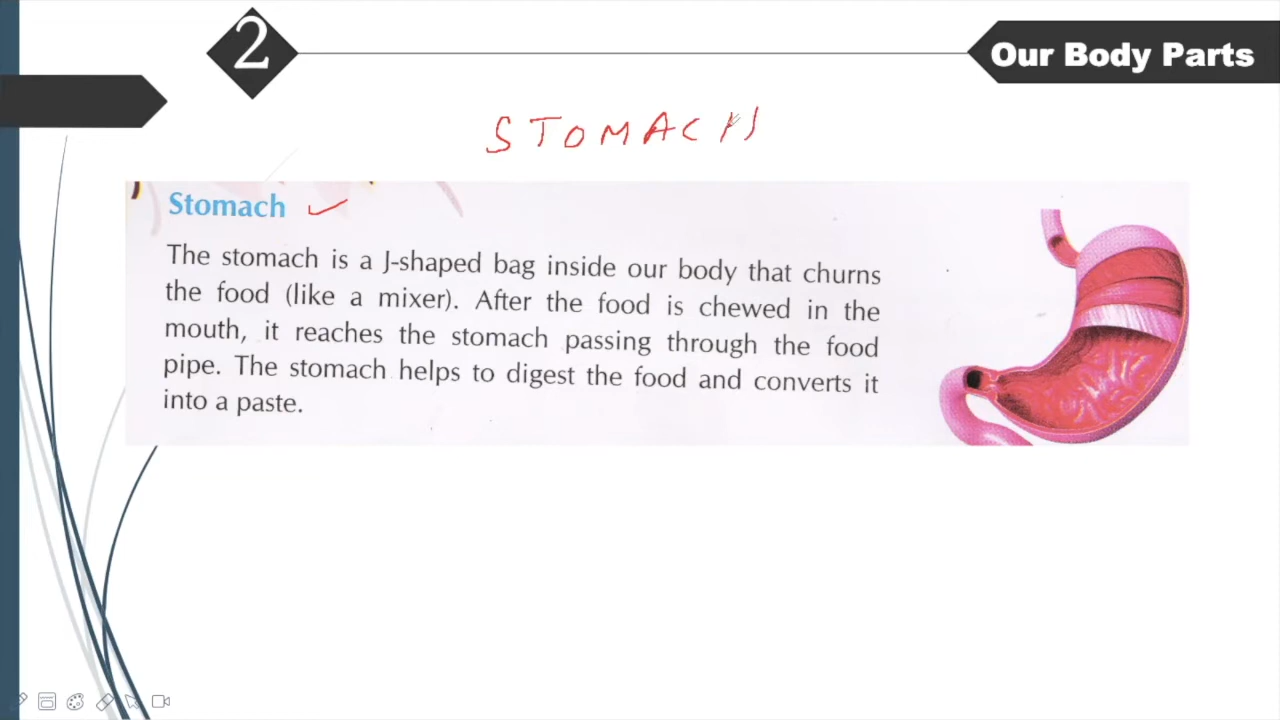 2
Our Body Parts
STOMACH
Stomach
The stomach is a J-shaped bag inside our body that churns
the food (like a mixer). After the food is chewed in the
mouth, it reaches the stomach passing through the food
pipe. The stomach helps to digest the food and converts it
into a paste.